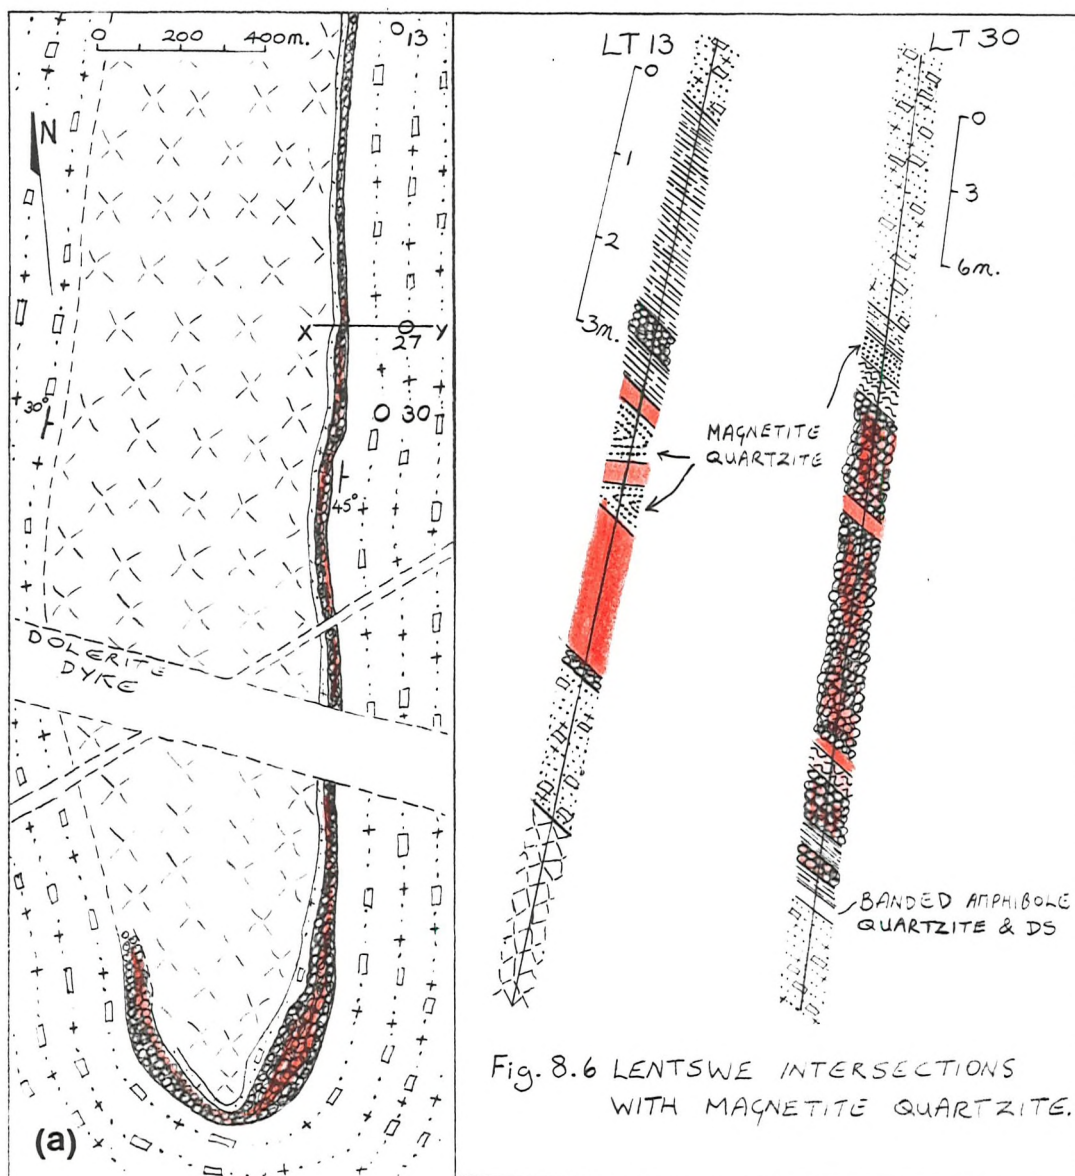 0 200 400m.
13
N
X Y
27
30°
30
45°
DOLERITE
DYKE
(a)
LT 13
0
1
2
3m.
LT 30
0
3
6m.
MAGNETITE
QUARTZITE
BANDED AMPHIBOLE
QUARTZITE & DS
Fig. 8.6 LENTSWE INTERSECTIONS
WITH MAGNETITE QUARTZITE.